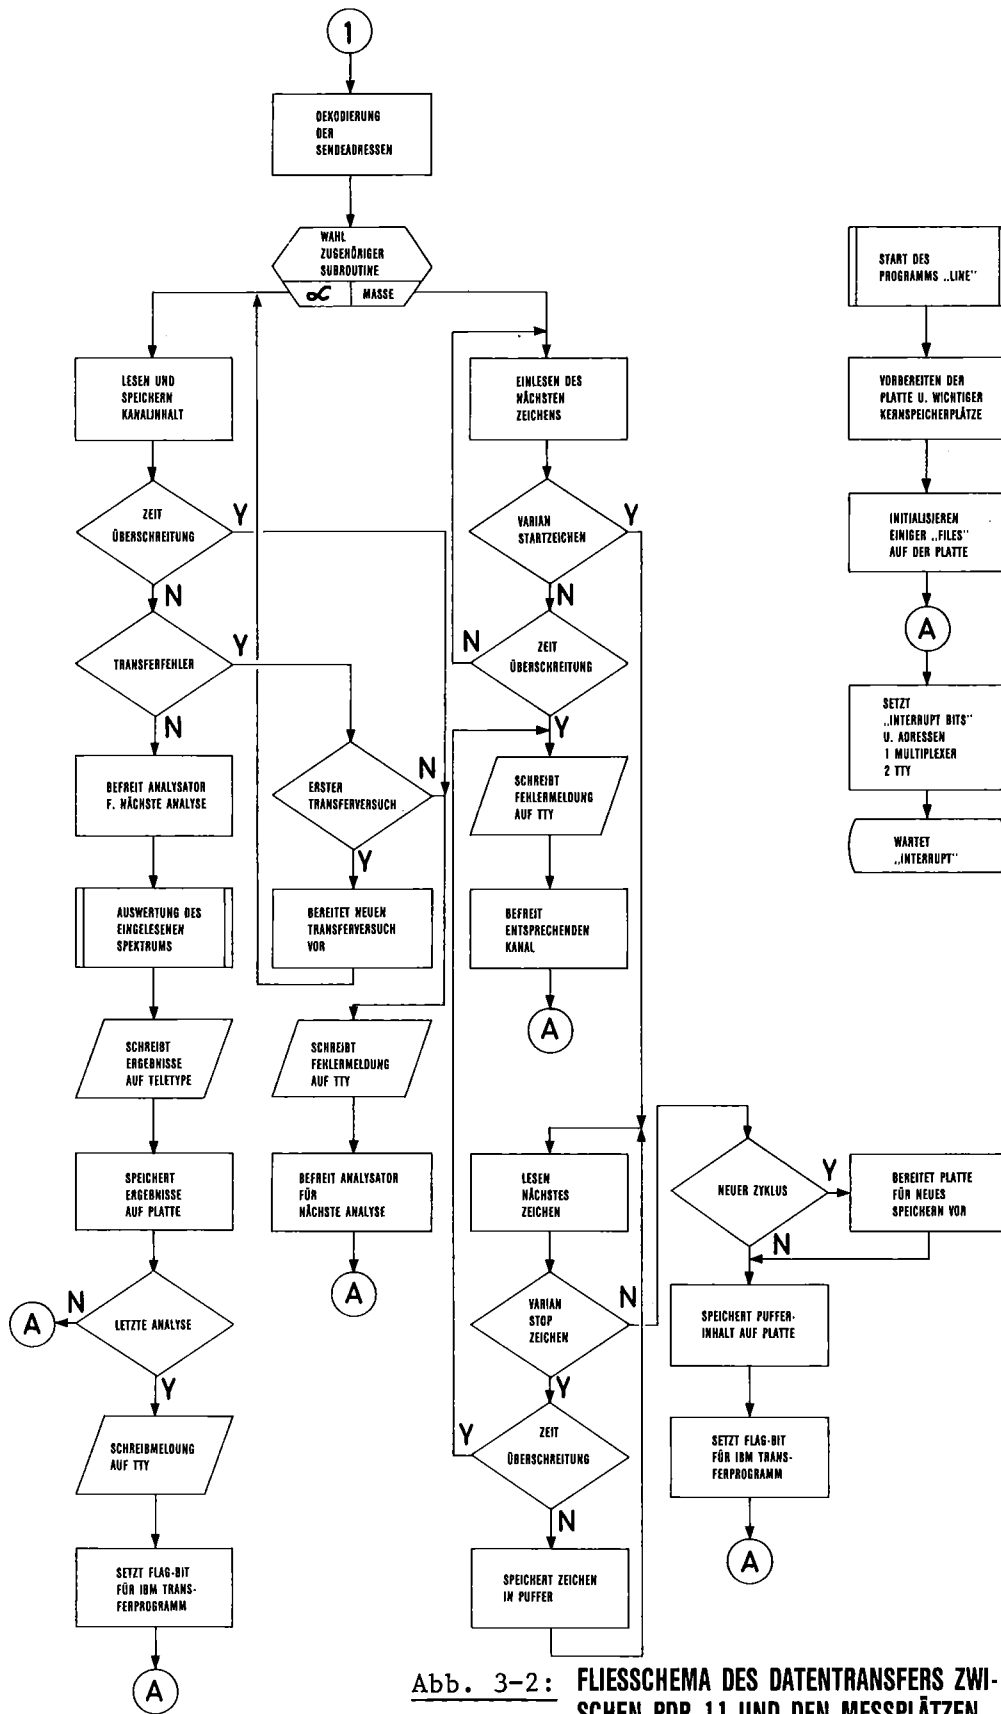 1
DEKODIERUNG
DER
SENDEADRESSEN
WAHL
ZUGEHÖRIGER
SUBROUTINE
∝ MASSE
LESEN UND
SPEICHERN
KANALINHALT
ZEIT
ÜBERSCHREITUNG
Y
N
TRANSFERFEHLER
Y
N
BEFREIT ANALYSATOR
F. NÄCHSTE ANALYSE
AUSWERTUNG DES
EINGELESENEN
SPEKTRUMS
SCHREIBT
ERGEBNISSE
AUF TELETYPE
SPEICHERT
ERGEBNISSE
AUF PLATTE
LETZTE ANALYSE
N
A
Y
SCHREIBMELDUNG
AUF TTY
SETZT FLAG-BIT
FÜR IBM TRANS-
FERPROGRAMM
A
ERSTER
TRANSFERVERSUCH
N
Y
BEREITET NEUEN
TRANSFERVERSUCH
VOR
SCHREIBT
FEHLERMELDUNG
AUF TTY
BEFREIT ANALYSATOR
FÜR
NÄCHSTE ANALYSE
A
EINLESEN DES
NÄCHSTEN
ZEICHENS
VARIAN
STARTZEICHEN
Y
N
ZEIT
ÜBERSCHREITUNG
N
Y
SCHREIBT
FEHLERMELDUNG
AUF TTY
BEFREIT
ENTSPRECHENDEN
KANAL
A
LESEN
NÄCHSTES
ZEICHEN
VARIAN
STOP
ZEICHEN
N
Y
ZEIT
ÜBERSCHREITUNG
Y
N
SPEICHERT ZEICHEN
IN PUFFER
NEUER ZYKLUS
Y
N
BEREITET PLATTE
FÜR NEUES
SPEICHERN VOR
SPEICHERT PUFFER-
INHALT AUF PLATTE
SETZT FLAG-BIT
FÜR IBM TRANS-
FERPROGRAMM
A
START DES
PROGRAMMS „LINE"
VORBEREITEN DER
PLATTE U. WICHTIGER
KERNSPEICHERPLÄTZE
INITIALISIEREN
EINIGER „FILES"
AUF DER PLATTE
A
SETZT
„INTERRUPT BITS"
U. ADRESSEN
1 MULTIPLEXER
2 TTY
WARTET
„INTERRUPT"
Abb. 3-2: FLIESSCHEMA DES DATENTRANSFERS ZWI-
SCHEN PDP 11 UND DEN MESSPLÄTZEN